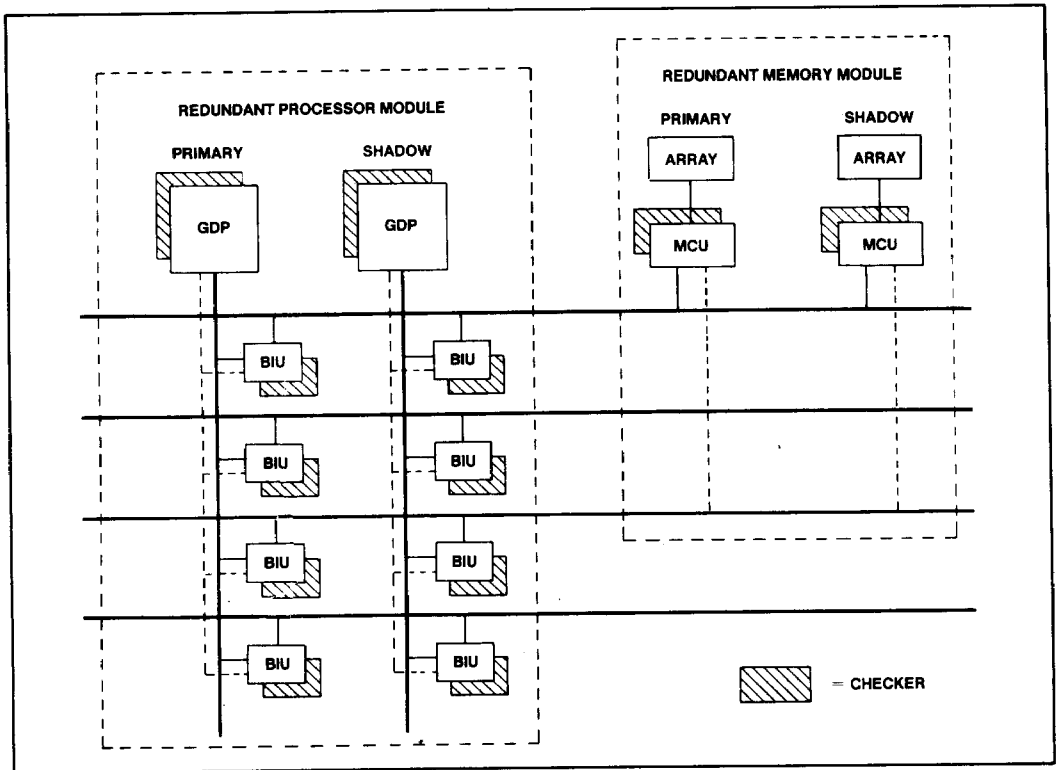 REDUNDANT PROCESSOR MODULE
PRIMARY
SHADOW
GDP
GDP
BIU
BIU
BIU
BIU
BIU
BIU
BIU
BIU
REDUNDANT MEMORY MODULE
PRIMARY
SHADOW
ARRAY
ARRAY
MCU
MCU
= CHECKER